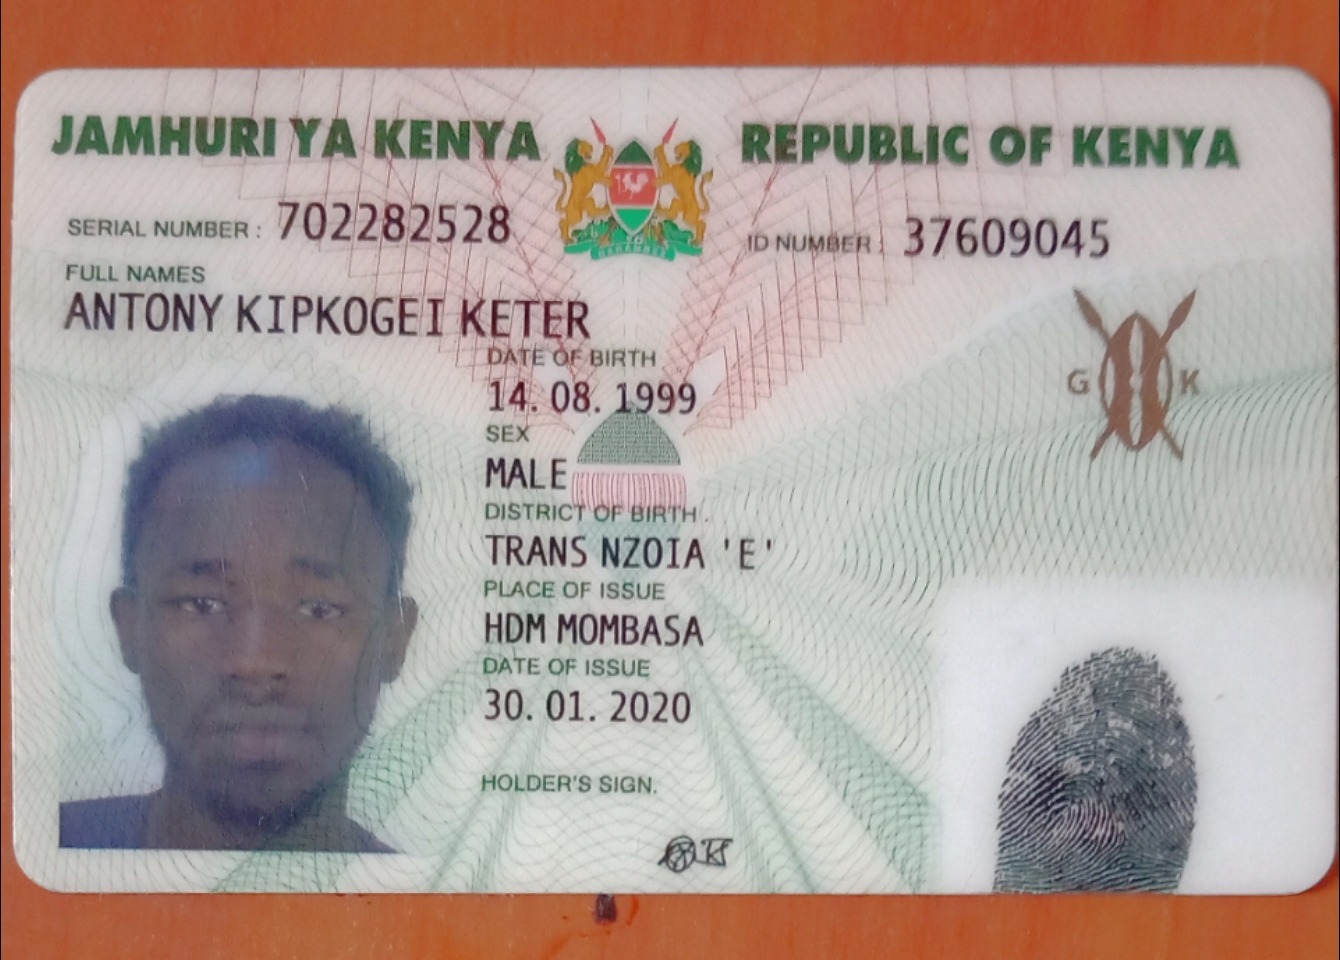 JAMHURI YA KENYA REPUBLIC OF KENYA
SERIAL NUMBER : 702282528 ID NUMBER : 37609045
FULL NAMES
ANTONY KIPKOGEI KETER
DATE OF BIRTH
14. 08. 1999
SEX
MALE
DISTRICT OF BIRTH .
TRANS NZOIA 'E'
PLACE OF ISSUE
HDM MOMBASA
DATE OF ISSUE
30. 01. 2020
HOLDER'S SIGN.
G K